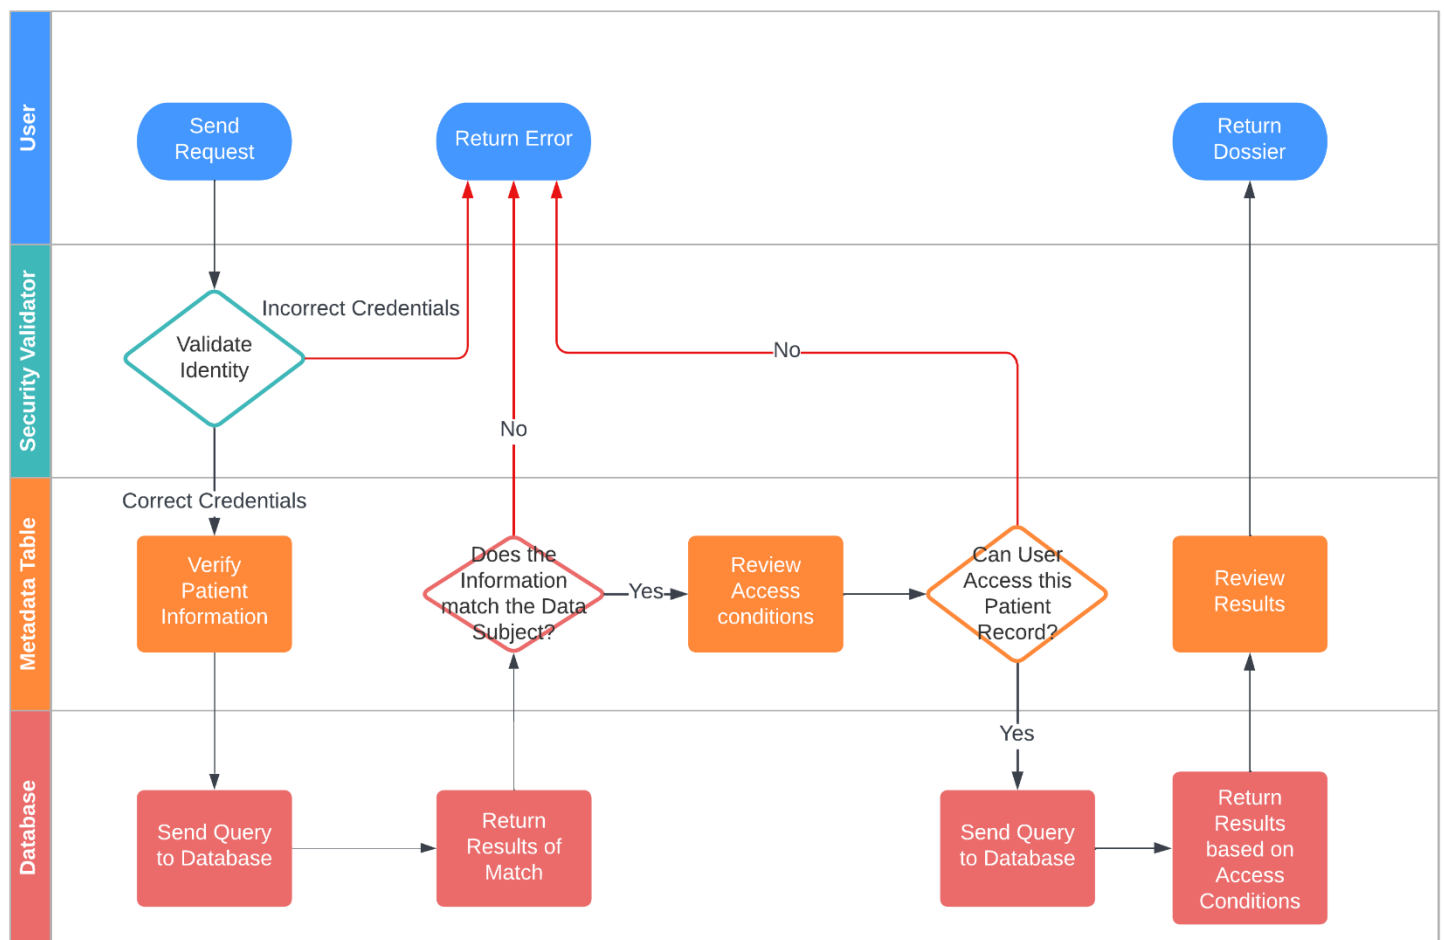 User
Send
Request
Return Error
Return
Dossier
Security Validator
Incorrect Credentials
Validate
Identity
No
No
Correct Credentials
Metadata Table
Verify
Patient
Information
Does the
Information
match the Data
Subject?
Yes
Review
Access
conditions
Can User
Access this
Patient
Record?
Review
Results
Yes
Database
Send Query
to Database
Return
Results of
Match
Send Query
to Database
Return
Results
based on
Access
Conditions